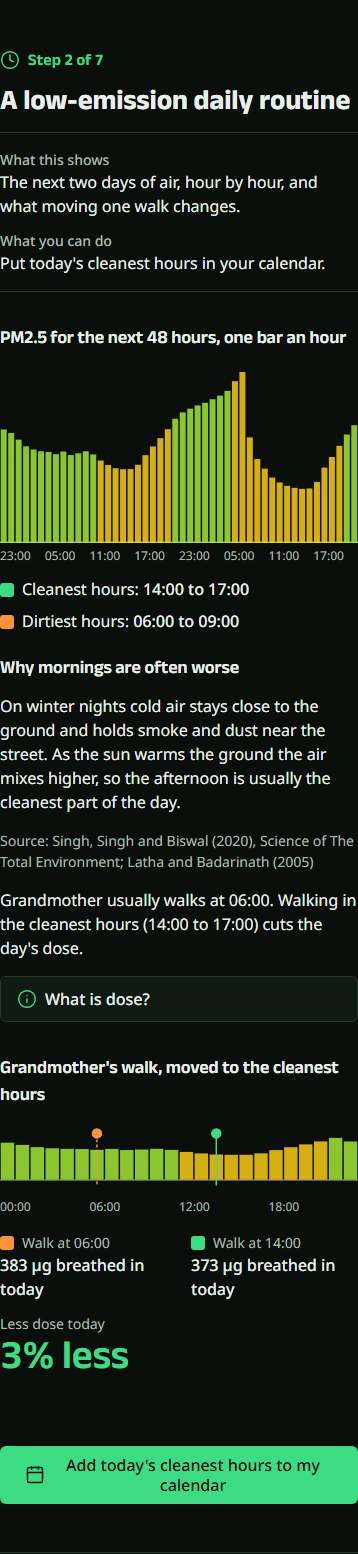 Step 2 of 7
A low-emission daily routine
What this shows
The next two days of air, hour by hour, and
what moving one walk changes.
What you can do
Put today's cleanest hours in your calendar.
PM2.5 for the next 48 hours, one bar an hour
23:00 05:00 11:00 17:00 23:00 05:00 11:00 17:00
Cleanest hours: 14:00 to 17:00
Dirtiest hours: 06:00 to 09:00
Why mornings are often worse
On winter nights cold air stays close to the
ground and holds smoke and dust near the
street. As the sun warms the ground the air
mixes higher, so the afternoon is usually the
cleanest part of the day.
Source: Singh, Singh and Biswal (2020), Science of The
Total Environment; Latha and Badarinath (2005)
Grandmother usually walks at 06:00. Walking in
the cleanest hours (14:00 to 17:00) cuts the
day's dose.
What is dose?
Grandmother's walk, moved to the cleanest
hours
00:00 06:00 12:00 18:00
Walk at 06:00
383 µg breathed in
today
Walk at 14:00
373 µg breathed in
today
Less dose today
3% less
Add today's cleanest hours to my
calendar